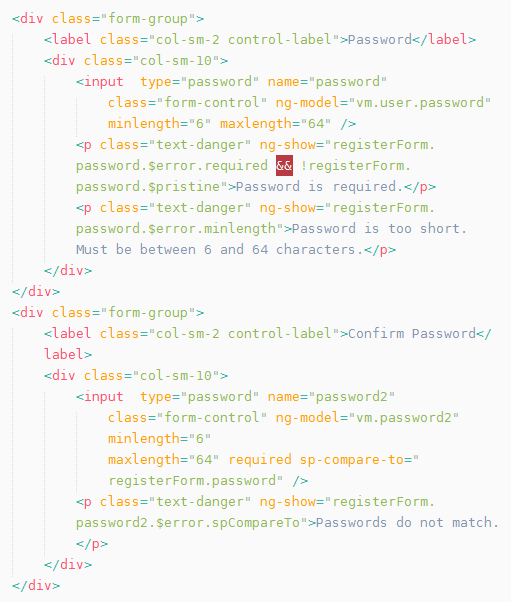 <div class="form-group">
<label class="col-sm-2 control-label">Password</label>
<div class="col-sm-10">
<input  type="password" name="password"
class="form-control" ng-model="vm.user.password"
minlength="6" maxlength="64" />
<p class="text-danger" ng-show="registerForm.
password.$error.required && !registerForm.
password.$pristine">Password is required.</p>
<p class="text-danger" ng-show="registerForm.
password.$error.minlength">Password is too short.
Must be between 6 and 64 characters.</p>
</div>
</div>
<div class="form-group">
<label class="col-sm-2 control-label">Confirm Password</
label>
<div class="col-sm-10">
<input  type="password" name="password2"
class="form-control" ng-model="vm.password2"
minlength="6"
maxlength="64" required sp-compare-to="
registerForm.password" />
<p class="text-danger" ng-show="registerForm.
password2.$error.spCompareTo">Passwords do not match.
</p>
</div>
</div>